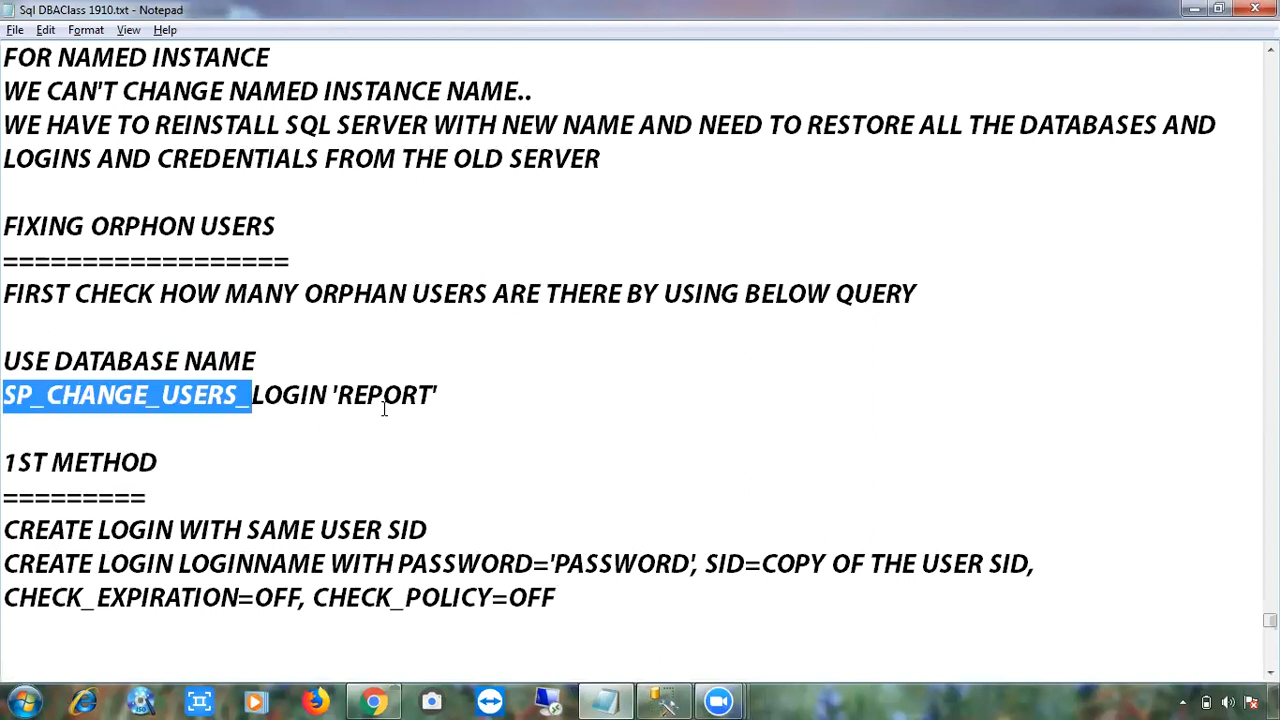 Sql DBAClass 1910.txt - Notepad
File Edit Format View Help
FOR NAMED INSTANCE
WE CAN'T CHANGE NAMED INSTANCE NAME..
WE HAVE TO REINSTALL SQL SERVER WITH NEW NAME AND NEED TO RESTORE ALL THE DATABASES AND
LOGINS AND CREDENTIALS FROM THE OLD SERVER
FIXING ORPHON USERS
==================
FIRST CHECK HOW MANY ORPHAN USERS ARE THERE BY USING BELOW QUERY
USE DATABASE NAME
SP_CHANGE_USERS_LOGIN 'REPORT'
1ST METHOD
=========
CREATE LOGIN WITH SAME USER SID
CREATE LOGIN LOGINNAME WITH PASSWORD='PASSWORD', SID=COPY OF THE USER SID,
CHECK_EXPIRATION=OFF, CHECK_POLICY=OFF